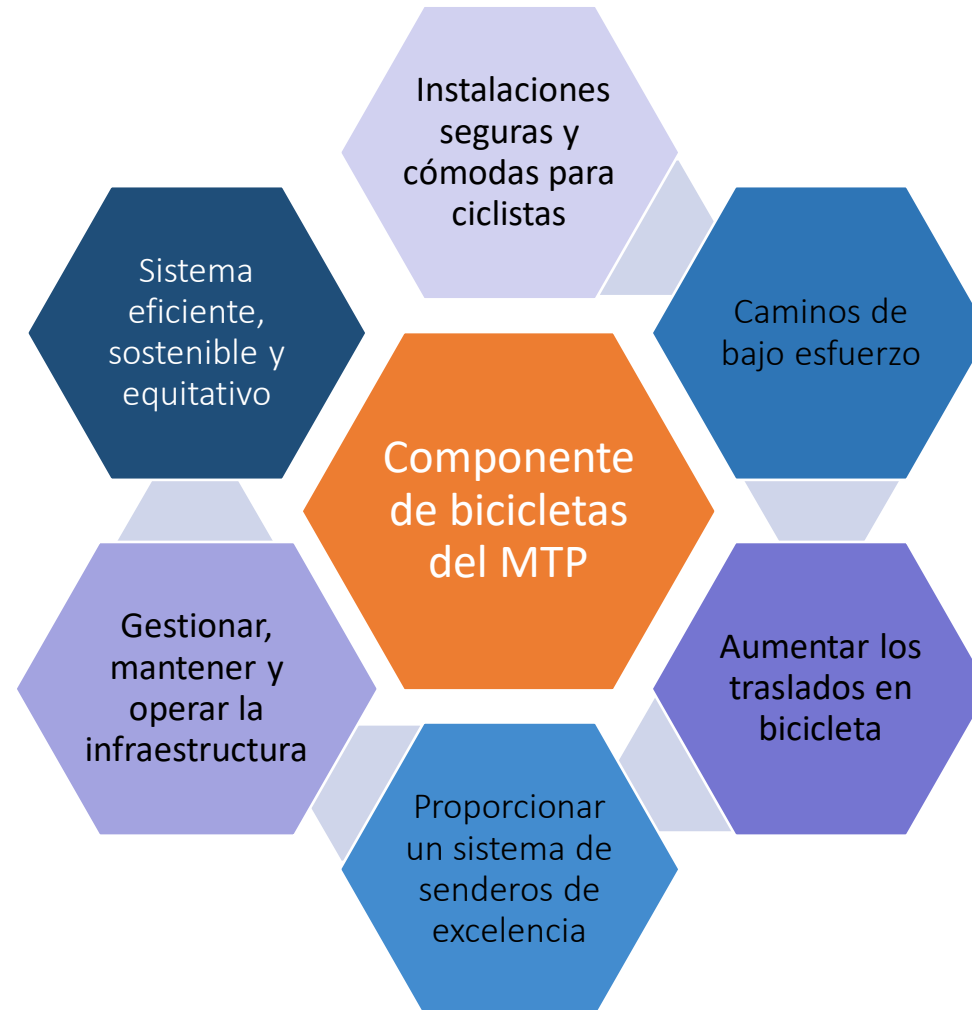 Instalaciones
seguras y
cómodas para
ciclistas
Caminos de
bajo esfuerzo
Aumentar los
traslados en
bicicleta
Proporcionar
un sistema de
senderos de
excelencia
Gestionar,
mantener y
operar la
infraestructura
Sistema
eficiente,
sostenible y
equitativo
Componente
de bicicletas
del MTP